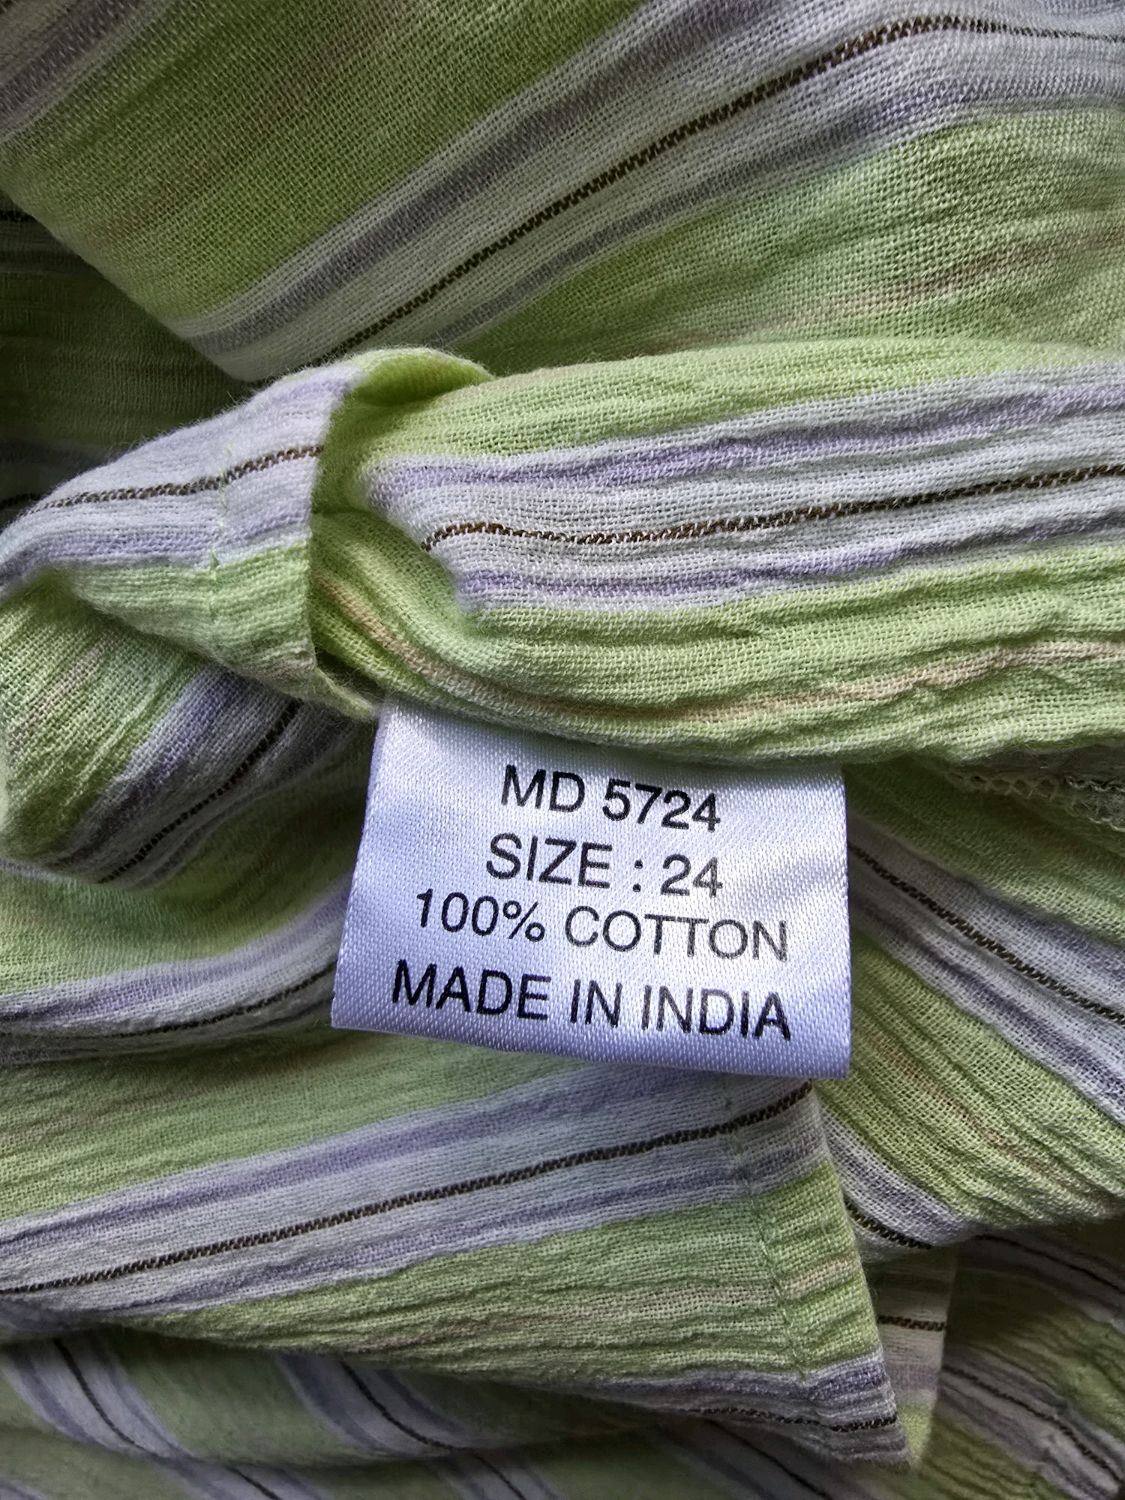 MD 5724
SIZE : 24
100% COTTON
MADE IN INDIA